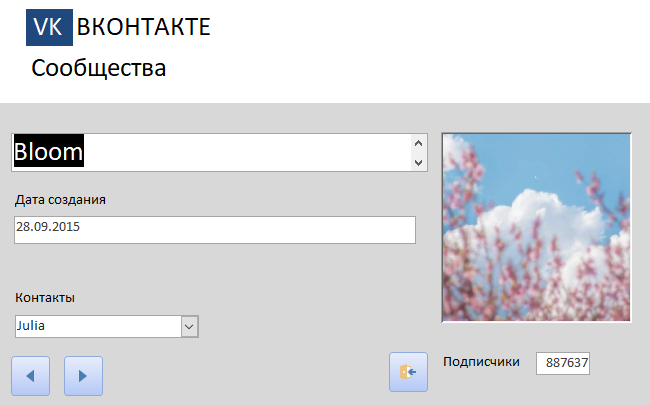 VK ВКОНТАКТЕ
Сообщества
Bloom
Дата создания
28.09.2015
Контакты
Julia
Подписчики 887637